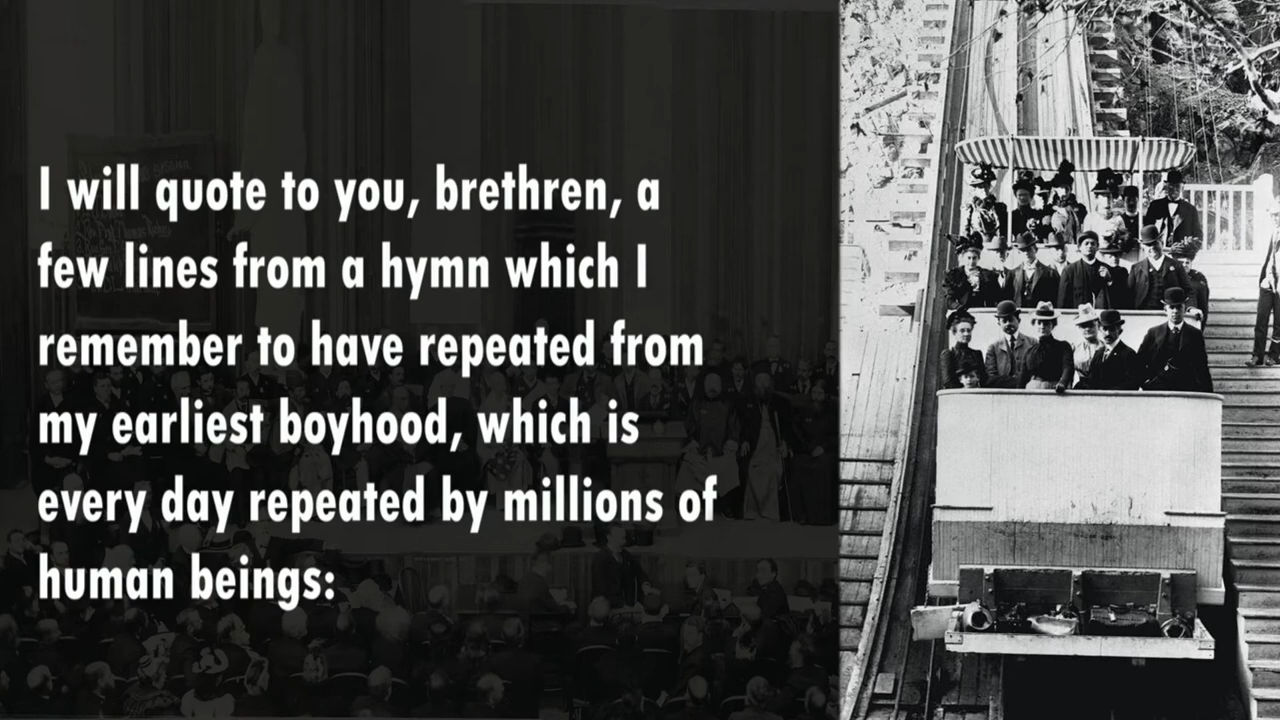 I will quote to you, brethren, a
few lines from a hymn which I
remember to have repeated from
my earliest boyhood, which is
every day repeated by millions of
human beings: